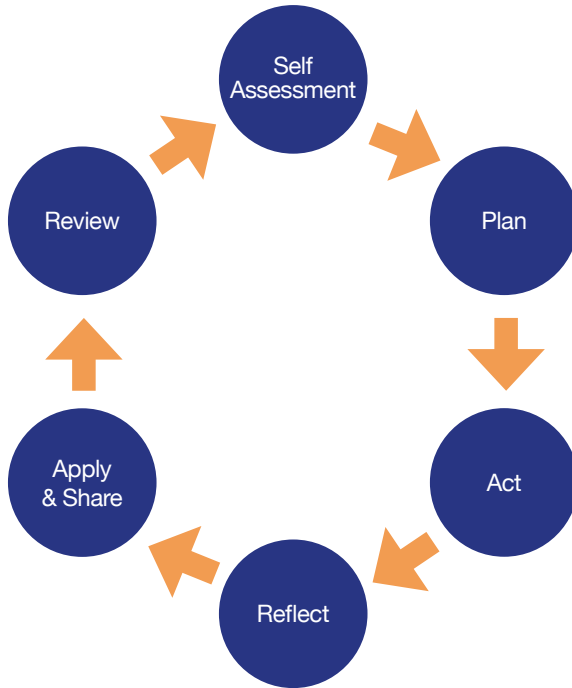 Self
Assessment
Plan
Act
Reflect
Apply
& Share
Review